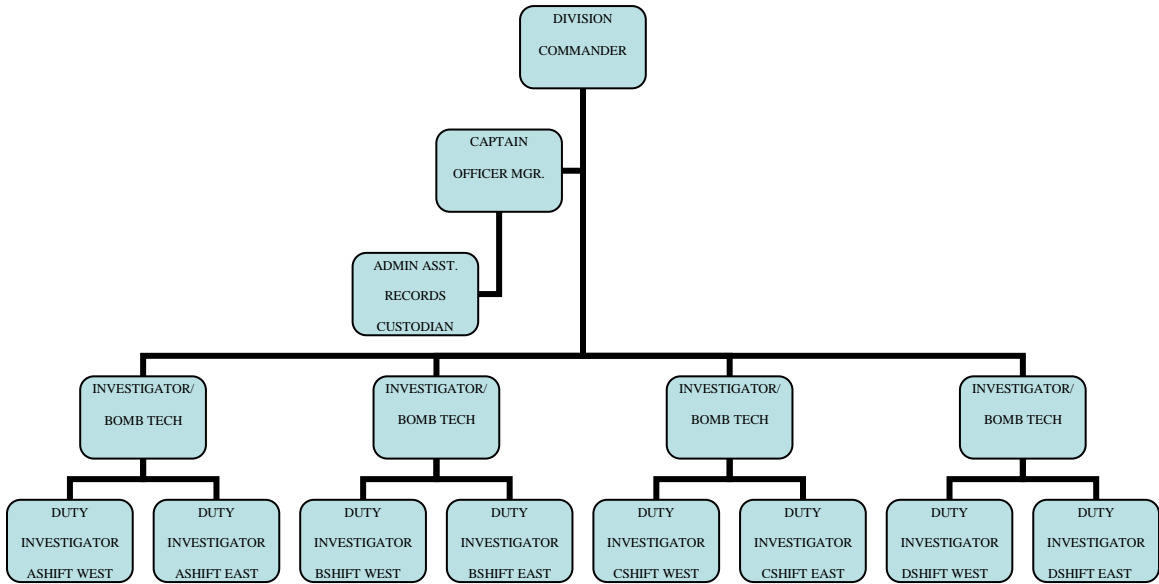 DIVISION
COMMANDER
CAPTAIN
OFFICER MGR.
ADMIN ASST.
RECORDS
CUSTODIAN
INVESTIGATOR/
BOMB TECH
INVESTIGATOR/
BOMB TECH
INVESTIGATOR/
BOMB TECH
INVESTIGATOR/
BOMB TECH
DUTY
INVESTIGATOR
ASHIFT WEST
DUTY
INVESTIGATOR
ASHIFT EAST
DUTY
INVESTIGATOR
BSHIFT WEST
DUTY
INVESTIGATOR
BSHIFT EAST
DUTY
INVESTIGATOR
CSHIFT WEST
DUTY
INVESTIGATOR
CSHIFT EAST
DUTY
INVESTIGATOR
DSHIFT WEST
DUTY
INVESTIGATOR
DSHIFT EAST